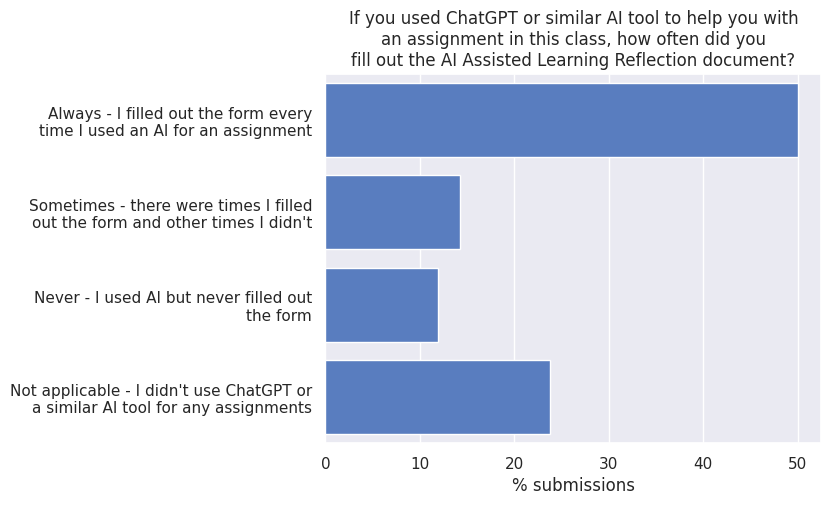 If you used ChatGPT or similar AI tool to help you with
an assignment in this class, how often did you
fill out the AI Assisted Learning Reflection document?
Always - I filled out the form every
time I used an AI for an assignment
Sometimes - there were times I filled
out the form and other times I didn't
Never - I used AI but never filled out
the form
Not applicable - I didn't use ChatGPT or
a similar AI tool for any assignments
0 10 20 30 40 50
% submissions